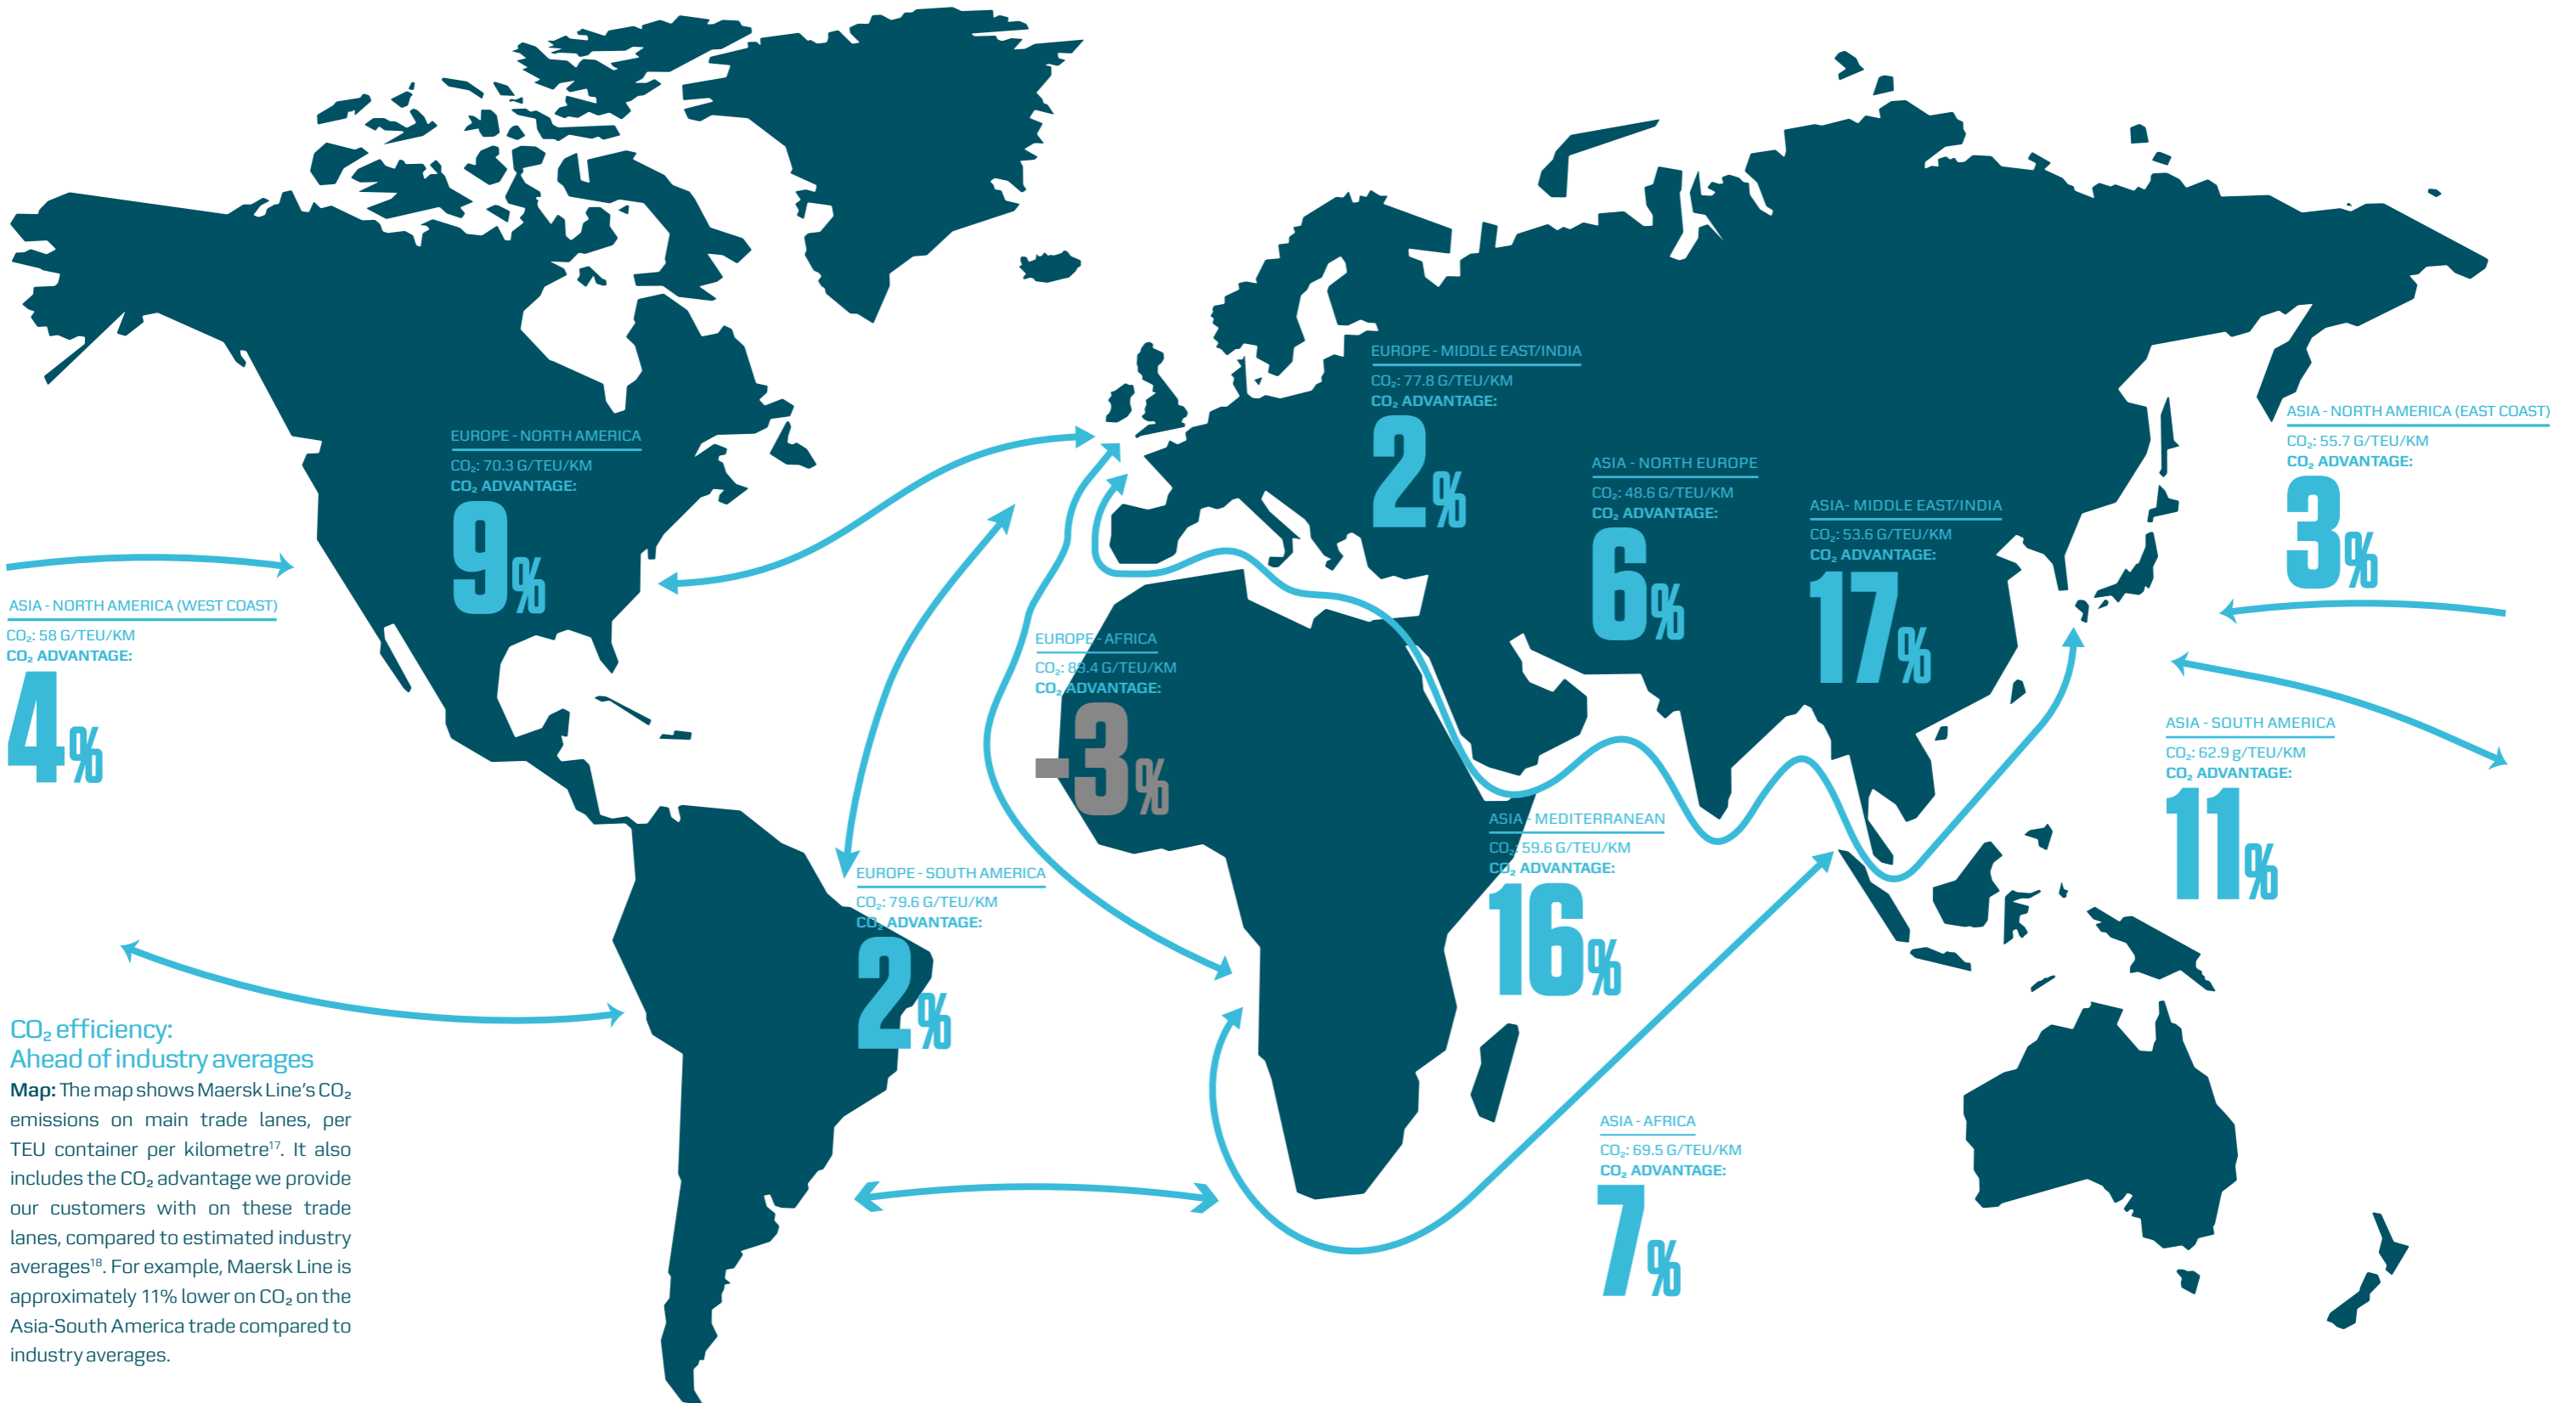 EUROPE - MIDDLE EAST/INDIA
CO₂: 77.8 G/TEU/KM
CO₂ ADVANTAGE:
2%
EUROPE - NORTH AMERICA
CO₂: 70.3 G/TEU/KM
CO₂ ADVANTAGE:
9%
ASIA - NORTH EUROPE
CO₂: 48.6 G/TEU/KM
CO₂ ADVANTAGE:
6%
ASIA- MIDDLE EAST/INDIA
CO₂: 53.6 G/TEU/KM
CO₂ ADVANTAGE:
17%
ASIA - NORTH AMERICA (EAST COAST)
CO₂: 55.7 G/TEU/KM
CO₂ ADVANTAGE:
3%
ASIA - NORTH AMERICA (WEST COAST)
CO₂: 58 G/TEU/KM
CO₂ ADVANTAGE:
4%
EUROPE - AFRICA
CO₂: 89.4 G/TEU/KM
CO₂ ADVANTAGE:
-3%
ASIA - SOUTH AMERICA
CO₂: 62.9 g/TEU/KM
CO₂ ADVANTAGE:
11%
ASIA - MEDITERRANEAN
CO₂: 59.6 G/TEU/KM
CO₂ ADVANTAGE:
16%
EUROPE - SOUTH AMERICA
CO₂: 79.6 G/TEU/KM
CO₂ ADVANTAGE:
2%
ASIA - AFRICA
CO₂: 69.5 G/TEU/KM
CO₂ ADVANTAGE:
7%
CO₂ efficiency:
Ahead of industry averages
Map: The map shows Maersk Line's CO₂
emissions on main trade lanes, per
TEU container per kilometre¹⁷. It also
includes the CO₂ advantage we provide
our customers with on these trade
lanes, compared to estimated industry
averages¹⁸. For example, Maersk Line is
approximately 11% lower on CO₂ on the
Asia-South America trade compared to
industry averages.